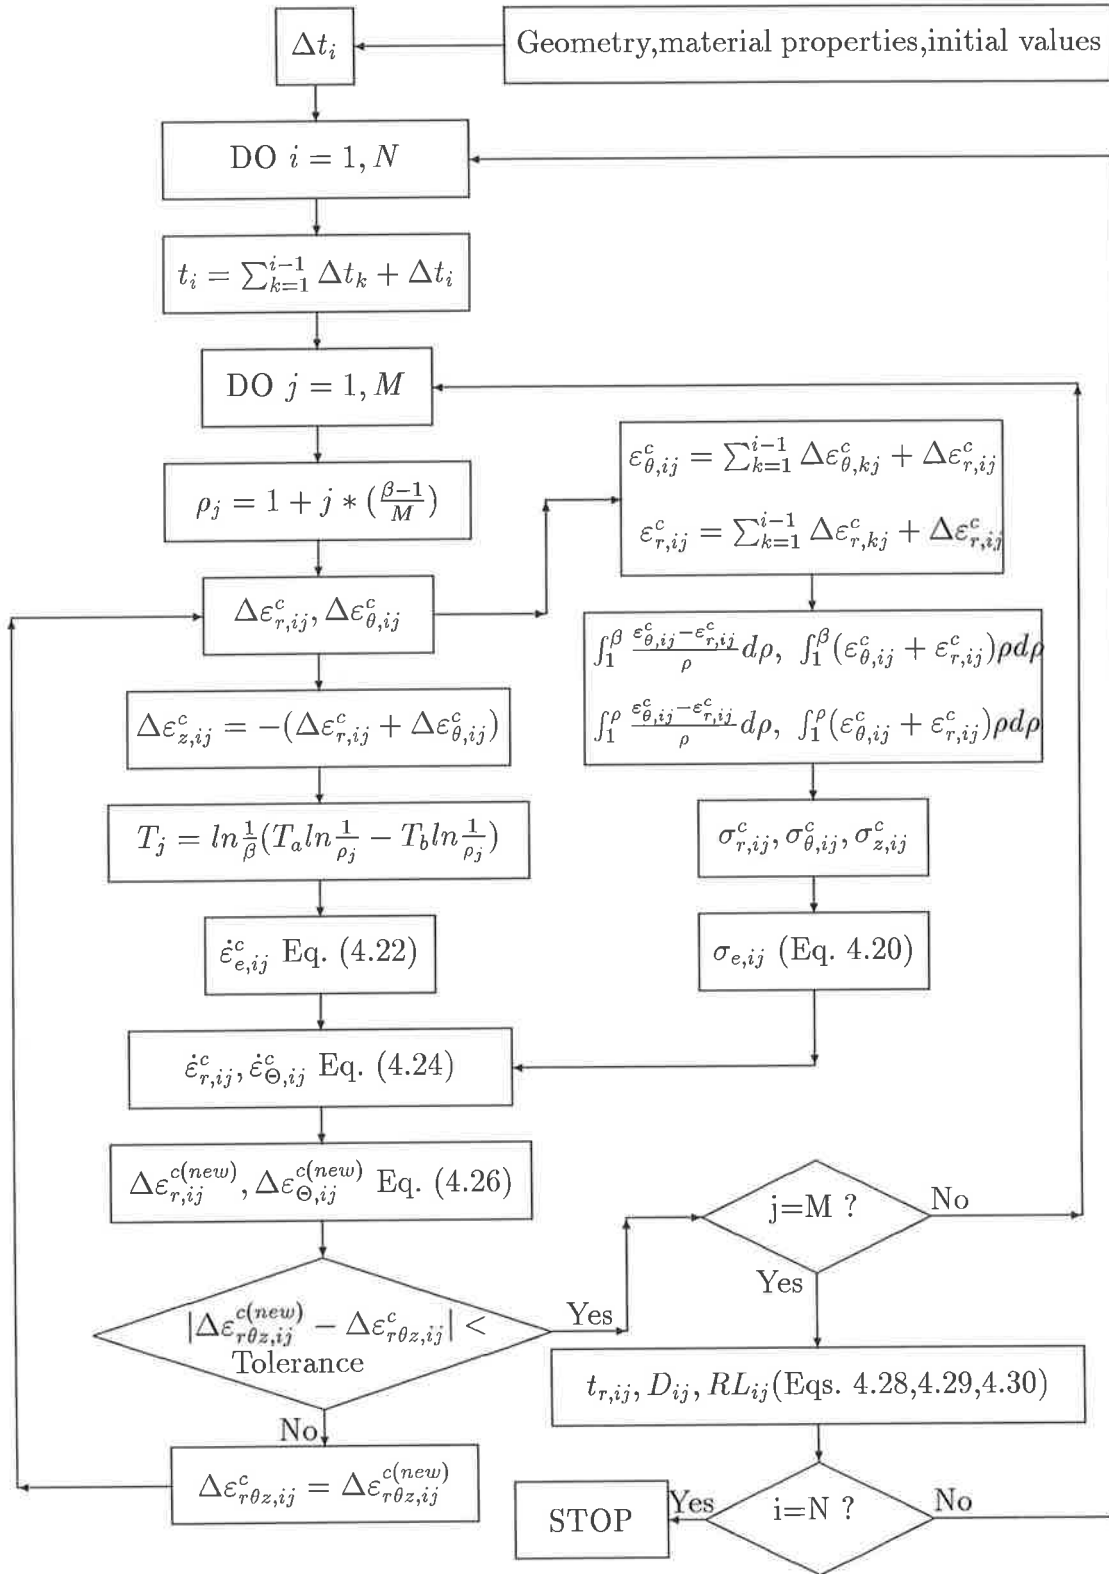 Δt_i
Geometry,material properties,initial values
DO i = 1, N
t_i = ∑_{k=1}^{i−1} Δt_k + Δt_i
DO j = 1, M
ρ_j = 1 + j * (\frac{β−1}{M})
Δε^c_{r,ij}, Δε^c_{θ,ij}
Δε^c_{z,ij} = −(Δε^c_{r,ij} + Δε^c_{θ,ij})
T_j = ln\frac{1}{β}(T_a ln\frac{1}{ρ_j} − T_b ln\frac{1}{ρ_j})
ε̇^c_{e,ij} Eq. (4.22)
ε̇^c_{r,ij}, ε̇^c_{Θ,ij} Eq. (4.24)
Δε^{c(new)}_{r,ij}, Δε^{c(new)}_{Θ,ij} Eq. (4.26)
|Δε^{c(new)}_{rθz,ij} − Δε^c_{rθz,ij}| <
Tolerance
Yes
No
Δε^c_{rθz,ij} = Δε^{c(new)}_{rθz,ij}
ε^c_{θ,ij} = ∑_{k=1}^{i−1} Δε^c_{θ,kj} + Δε^c_{r,ij}
ε^c_{r,ij} = ∑_{k=1}^{i−1} Δε^c_{r,kj} + Δε^c_{r,ij}
∫_1^β \frac{ε^c_{θ,ij}−ε^c_{r,ij}}{ρ} dρ, ∫_1^β (ε^c_{θ,ij} + ε^c_{r,ij})ρdρ
∫_1^ρ \frac{ε^c_{θ,ij}−ε^c_{r,ij}}{ρ} dρ, ∫_1^ρ (ε^c_{θ,ij} + ε^c_{r,ij})ρdρ
σ^c_{r,ij}, σ^c_{θ,ij}, σ^c_{z,ij}
σ_{e,ij} (Eq. 4.20)
j=M ?
No
Yes
t_{r,ij}, D_{ij}, RL_{ij}(Eqs. 4.28,4.29,4.30)
i=N ?
No
Yes
STOP